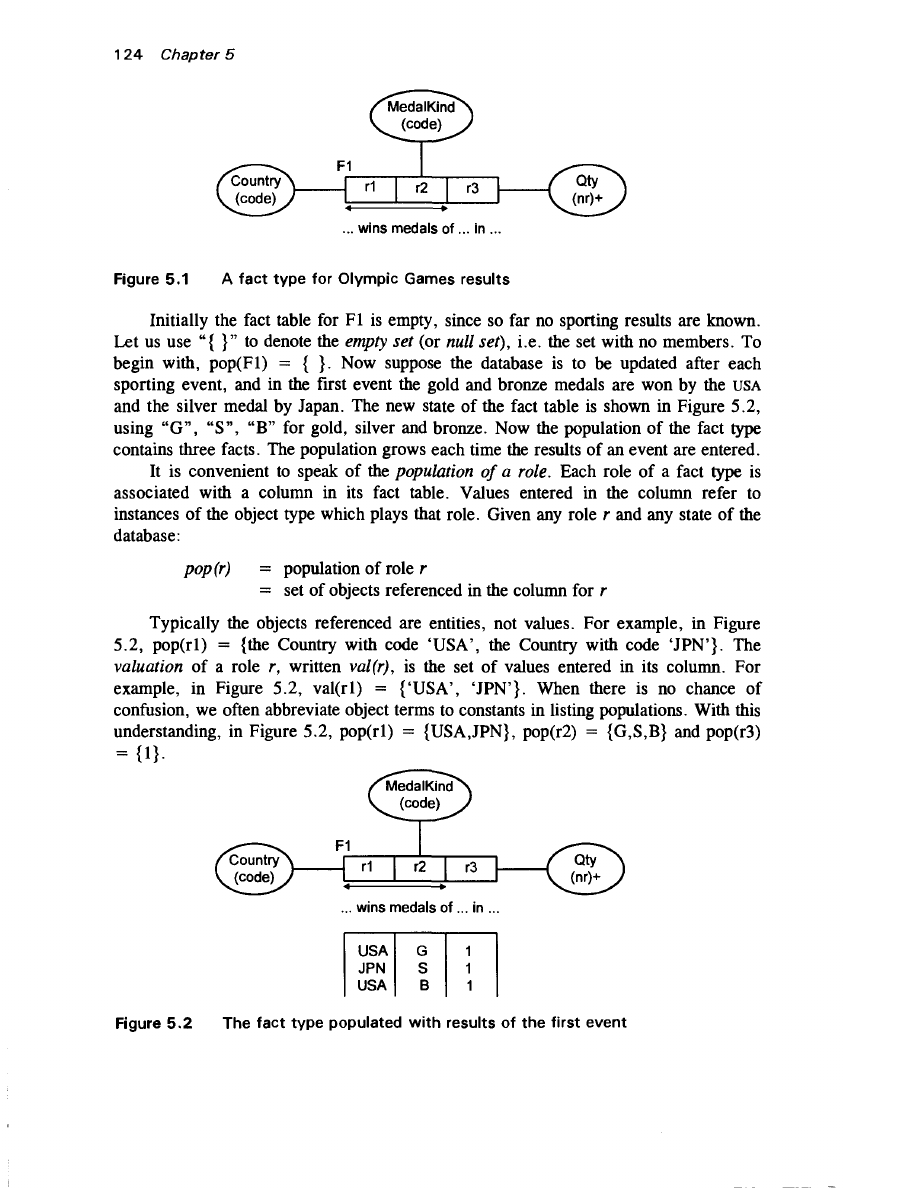 124 Chapter 5
MedalKind
(code)
F1
Country
(code)
r1 r2 r3
Qty
(nr)+
... wins medals of ... in ...
Figure 5.1 A fact type for Olympic Games results
Initially the fact table for F1 is empty, since so far no sporting results are known.
Let us use “{ }” to denote the empty set (or null set), i.e. the set with no members. To
begin with, pop(F1) = { }. Now suppose the database is to be updated after each
sporting event, and in the first event the gold and bronze medals are won by the USA
and the silver medal by Japan. The new state of the fact table is shown in Figure 5.2,
using “G”, “S”, “B” for gold, silver and bronze. Now the population of the fact type
contains three facts. The population grows each time the results of an event are entered.
It is convenient to speak of the population of a role. Each role of a fact type is
associated with a column in its fact table. Values entered in the column refer to
instances of the object type which plays that role. Given any role r and any state of the
database:
pop(r) = population of role r
= set of objects referenced in the column for r
Typically the objects referenced are entities, not values. For example, in Figure
5.2, pop(r1) = {the Country with code ‘USA’, the Country with code ‘JPN’}. The
valuation of a role r, written val(r), is the set of values entered in its column. For
example, in Figure 5.2, val(r1) = {‘USA’, ‘JPN’}. When there is no chance of
confusion, we often abbreviate object terms to constants in listing populations. With this
understanding, in Figure 5.2, pop(r1) = {USA,JPN}, pop(r2) = {G,S,B} and pop(r3)
= {1}.
MedalKind
(code)
F1
Country
(code)
r1 r2 r3
Qty
(nr)+
... wins medals of ... in ...
USA G 1
JPN S 1
USA B 1
Figure 5.2 The fact type populated with results of the first event